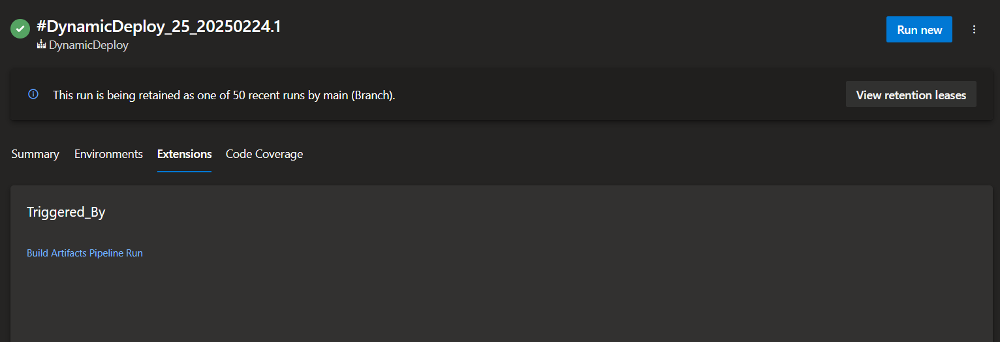 #DynamicDeploy_25_20250224.1
Run new
DynamicDeploy
This run is being retained as one of 50 recent runs by main (Branch).
View retention leases
Summary Environments Extensions Code Coverage
Triggered_By
Build Artifacts Pipeline Run